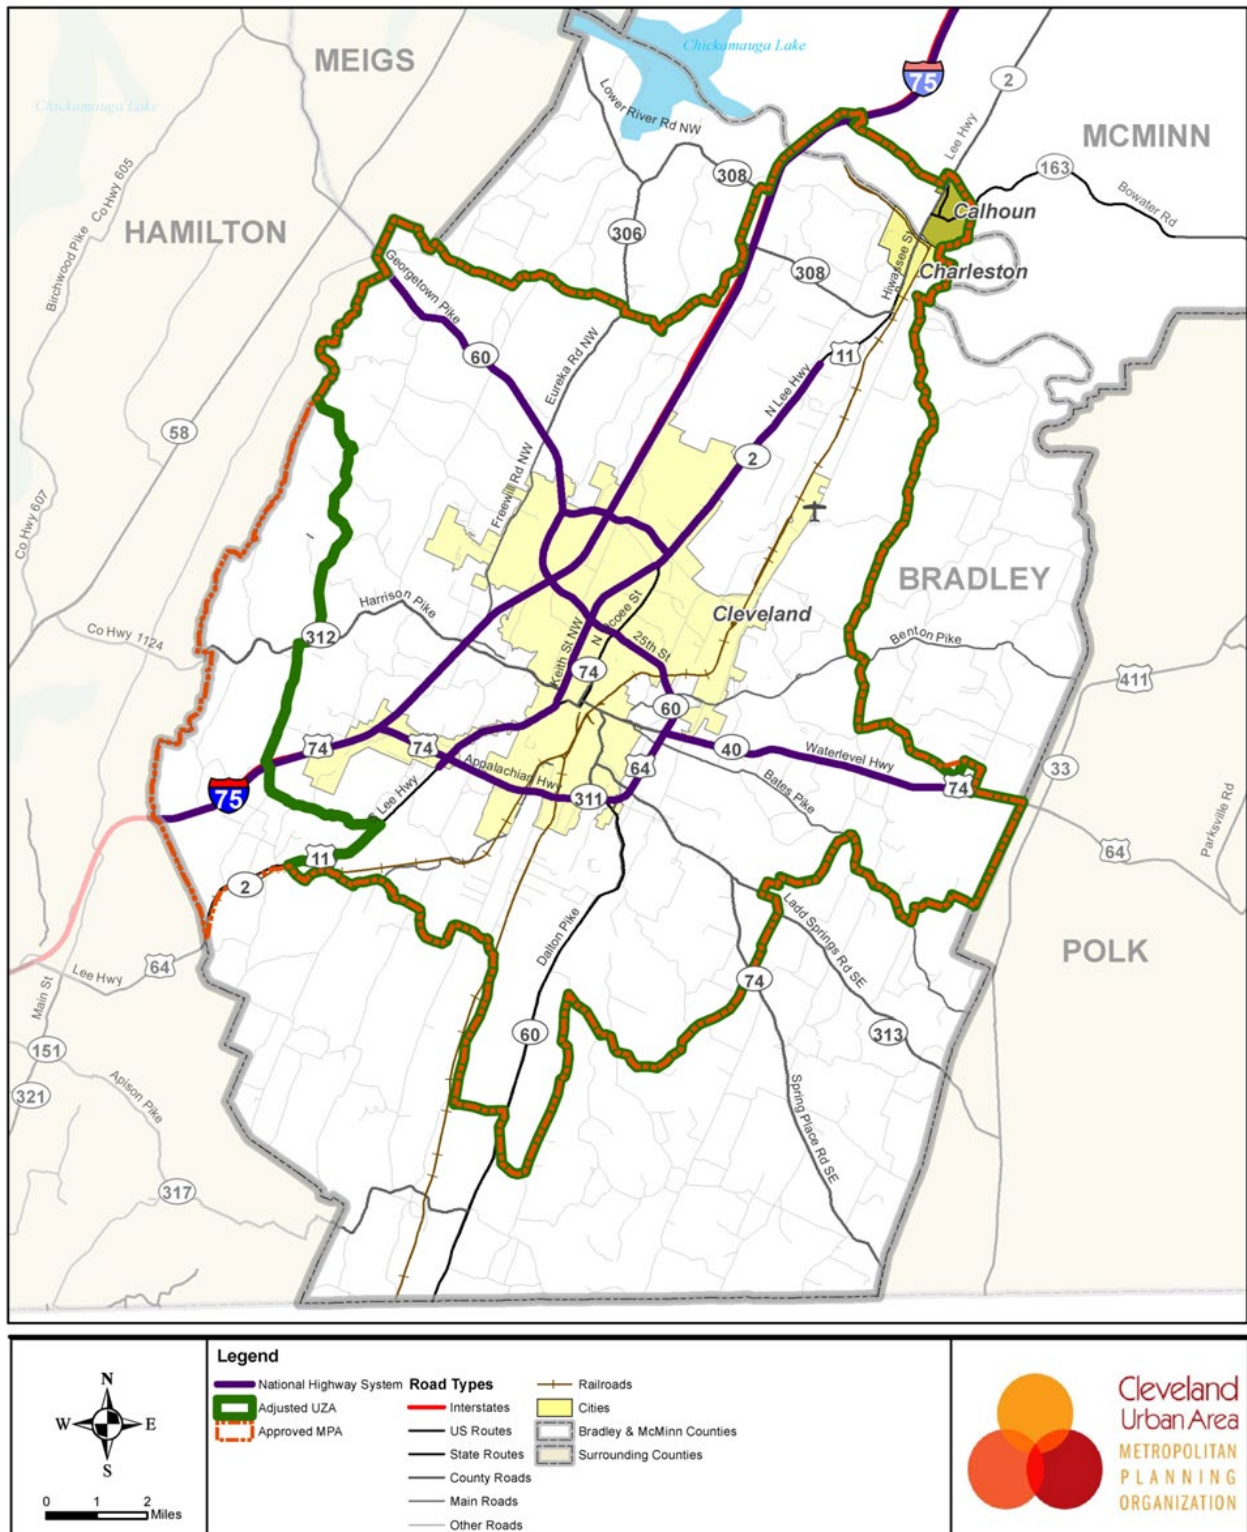 Chickamauga Lake
MEIGS
75
2
Chickamauga Lake
Lower River Rd NW
Lee Hwy
MCMINN
163
Bowater Rd
308
Birchwood Pike
Co Hwy 605
HAMILTON
306
Calhoun
Georgetown Pike
308
Hiwassee St
Charleston
60
Eureka Rd NW
11
N Lee Hwy
58
2
Co Hwy 607
Freewill Rd NW
BRADLEY
Harrison Pike
Cleveland
Co Hwy 1124
312
Keith St NW
N Ocoee St
25th St
Benton Pike
74
411
60
74
74
40
Waterlevel Hwy
Appalachian Hwy
64
Bates Pike
74
33
75
S Lee Hwy
311
Parksville Rd
11
64
2
Ladd Springs Rd SE
POLK
Dalton Pike
Lee Hwy
64
74
Main St
60
313
151
321
Apison Pike
Spring Place Rd SE
317
N
W
E
S
0 1 2
Miles
Legend
National Highway System
Adjusted UZA
Approved MPA
Road Types
Interstates
US Routes
State Routes
County Roads
Main Roads
Other Roads
Railroads
Cities
Bradley & McMinn Counties
Surrounding Counties
Cleveland
Urban Area
METROPOLITAN
PLANNING
ORGANIZATION